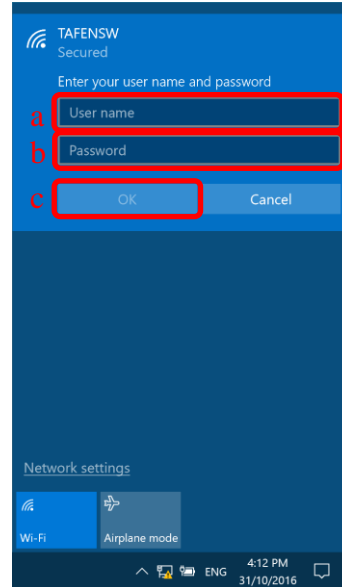 TAFENSW
Secured
Enter your user name and password
a User name
b Password
c OK Cancel
Network settings
Wi-Fi Airplane mode
ENG 4:12 PM
31/10/2016